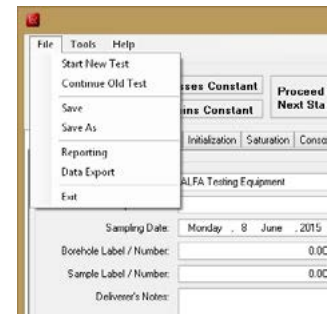 File Tools Help
Start New Test
Continue Old Test
Save
Save As
Reporting
Data Export
Exit
sses Constant
ins Constant
Proceed
Next Sta
Initialization Saturation Conso
ALFA Testing Equipment
Sampling Date: Monday , 8 June , 2015
Borehole Label / Number: 0.00
Sample Label / Number: 0.00
Deliverer's Notes: